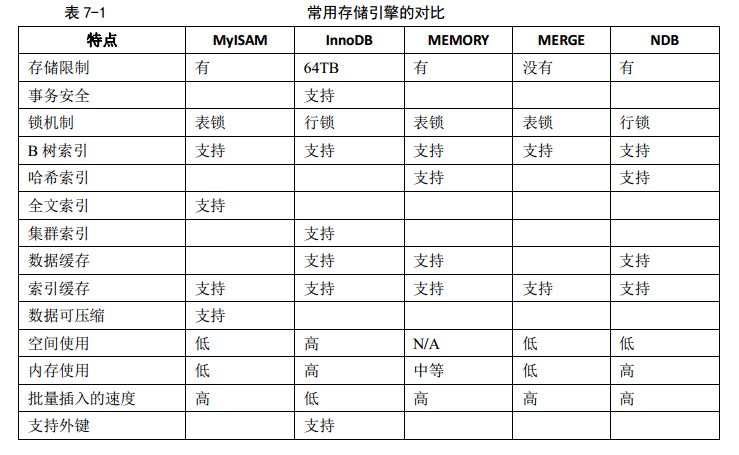 表 7-1 常用存储引擎的对比
特点 MyISAM InnoDB MEMORY MERGE NDB
存储限制 有 64TB 有 没有 有
事务安全 支持
锁机制 表锁 行锁 表锁 表锁 行锁
B 树索引 支持 支持 支持 支持 支持
哈希索引 支持 支持
全文索引 支持
集群索引 支持
数据缓存 支持 支持 支持
索引缓存 支持 支持 支持 支持 支持
数据可压缩 支持
空间使用 低 高 N/A 低 低
内存使用 低 高 中等 低 高
批量插入的速度 高 低 高 高 高
支持外键 支持